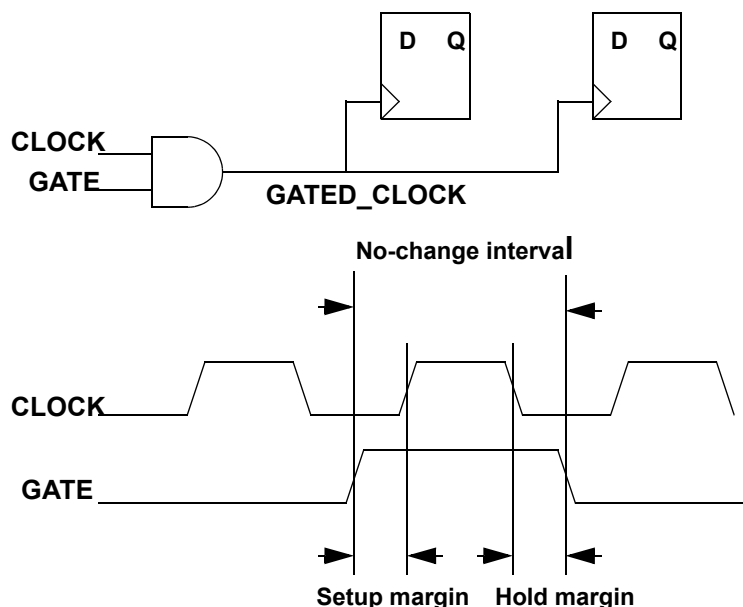 D Q
D Q
CLOCK
GATE
GATED_CLOCK
No-change interval
CLOCK
GATE
Setup margin
Hold margin